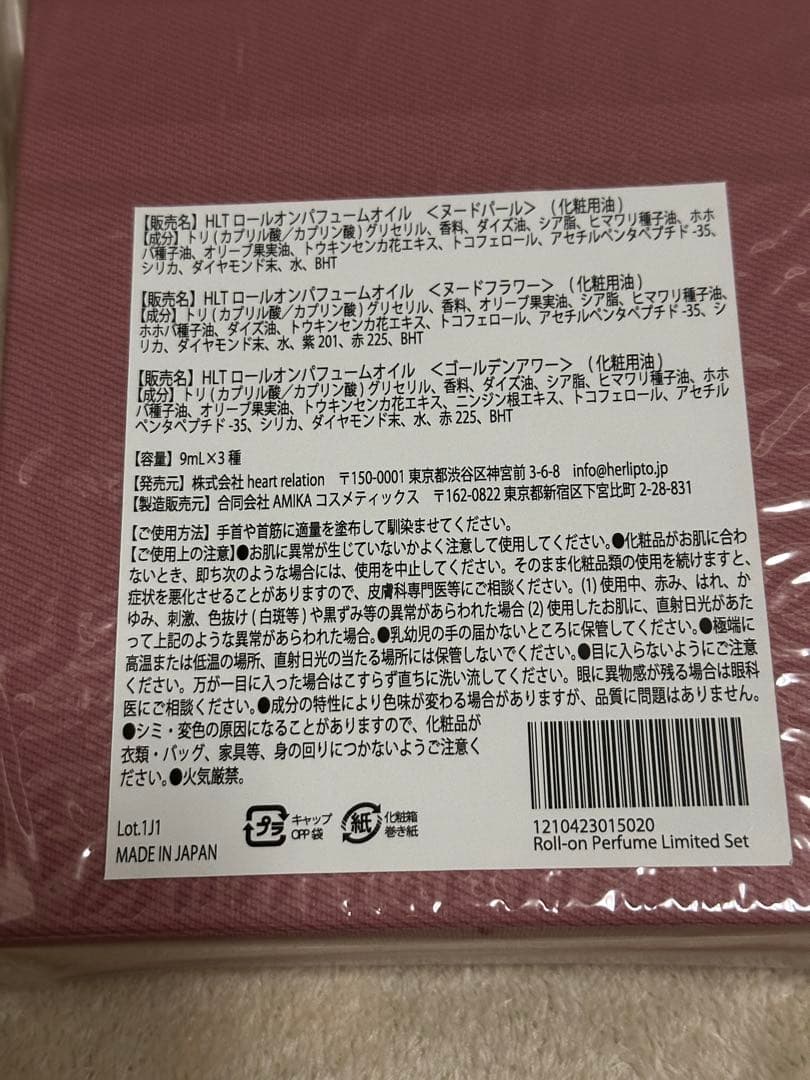 【販売名】HLT ロールオンパフュームオイル　＜ヌードパール＞　（化粧用油）
【成分】トリ(カプリル酸／カプリン酸)グリセリル、香料、ダイズ油、シア脂、ヒマワリ種子油、ホホ
バ種子油、オリーブ果実油、トウキンセンカ花エキス、トコフェロール、アセチルペンタペプチド-35、
シリカ、ダイヤモンド末、水、BHT
【販売名】HLT ロールオンパフュームオイル　＜ヌードフラワー＞　（化粧用油）
【成分】トリ(カプリル酸／カプリン酸)グリセリル、香料、オリーブ果実油、シア脂、ヒマワリ種子油、
ホホバ種子油、ダイズ油、トウキンセンカ花エキス、トコフェロール、アセチルペンタペプチド-35、シ
リカ、ダイヤモンド末、水、紫201、赤225、BHT
【販売名】HLT ロールオンパフュームオイル　＜ゴールデンアワー＞　（化粧用油）
【成分】トリ(カプリル酸／カプリン酸)グリセリル、香料、ダイズ油、シア脂、ヒマワリ種子油、ホホ
バ種子油、オリーブ果実油、トウキンセンカ花エキス、ニンジン根エキス、トコフェロール、アセチル
ペンタペプチド-35、シリカ、ダイヤモンド末、水、赤225、BHT
【容量】9mL×3種
【発売元】株式会社 heart relation　〒150-0001 東京都渋谷区神宮前 3-6-8　info@herlipto.jp
【製造販売元】合同会社 AMIKA コスメティックス　〒162-0822 東京都新宿区下宮比町 2-28-831
【ご使用方法】手首や首筋に適量を塗布して馴染ませてください。
【ご使用上の注意】●お肌に異常が生じていないかよく注意して使用してください。●化粧品がお肌に合わ
ないとき、即ち次のような場合には、使用を中止してください。そのまま化粧品類の使用を続けますと、
症状を悪化させることがありますので、皮膚科専門医等にご相談ください。(1)使用中、赤み、はれ、か
ゆみ、刺激、色抜け(白斑等)や黒ずみ等の異常があらわれた場合(2)使用したお肌に、直射日光があた
って上記のような異常があらわれた場合。●乳幼児の手の届かないところに保管してください。●極端に
高温または低温の場所、直射日光の当たる場所には保管しないでください。●目に入らないようにご注意
ください。万が一目に入った場合はこすらず直ちに洗い流してください。眼に異物感が残る場合は眼科
医にご相談ください。●成分の特性により色味が変わる場合がありますが、品質に問題はありません。
●シミ・変色の原因になることがありますので、化粧品が
衣類・バッグ、家具等、身の回りにつかないようご注意く
ださい。●火気厳禁。
Lot.1J1
MADE IN JAPAN
プラ
キャップ
OPP袋
紙
化粧箱
巻き紙
1210423015020
Roll-on Perfume Limited Set